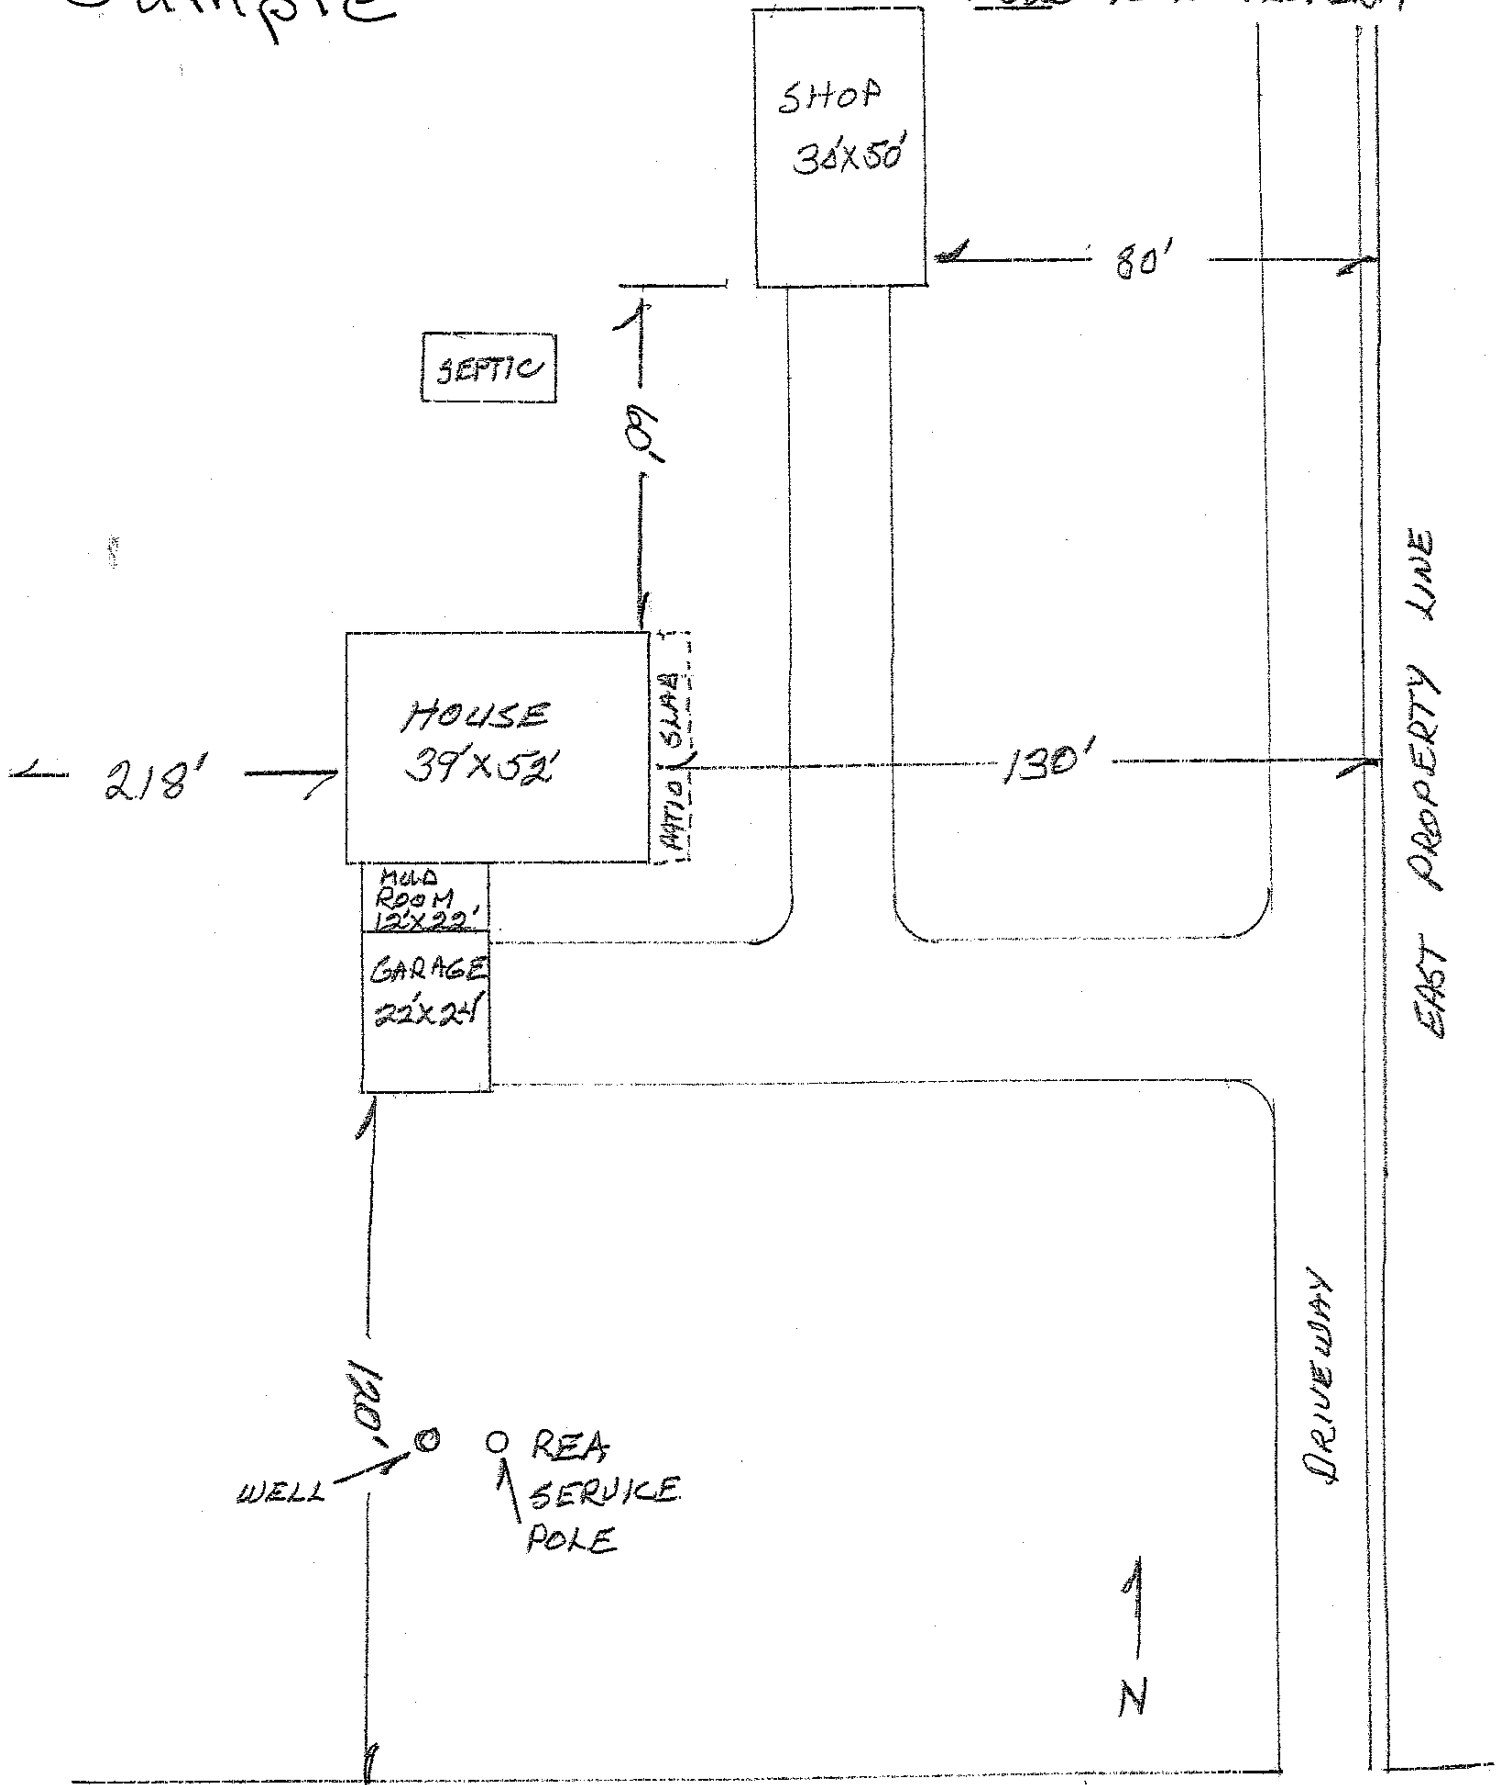 Sample
SHOP
30'X50'
80'
SEPTIC
60'
HOUSE
39'X52'
PATIO SLAB
218'
130'
EAST PROPERTY LINE
MUD
ROOM
12'X22'
GARAGE
22'X24'
120'
WELL
REA
SERVICE
POLE
DRIVEWAY
N